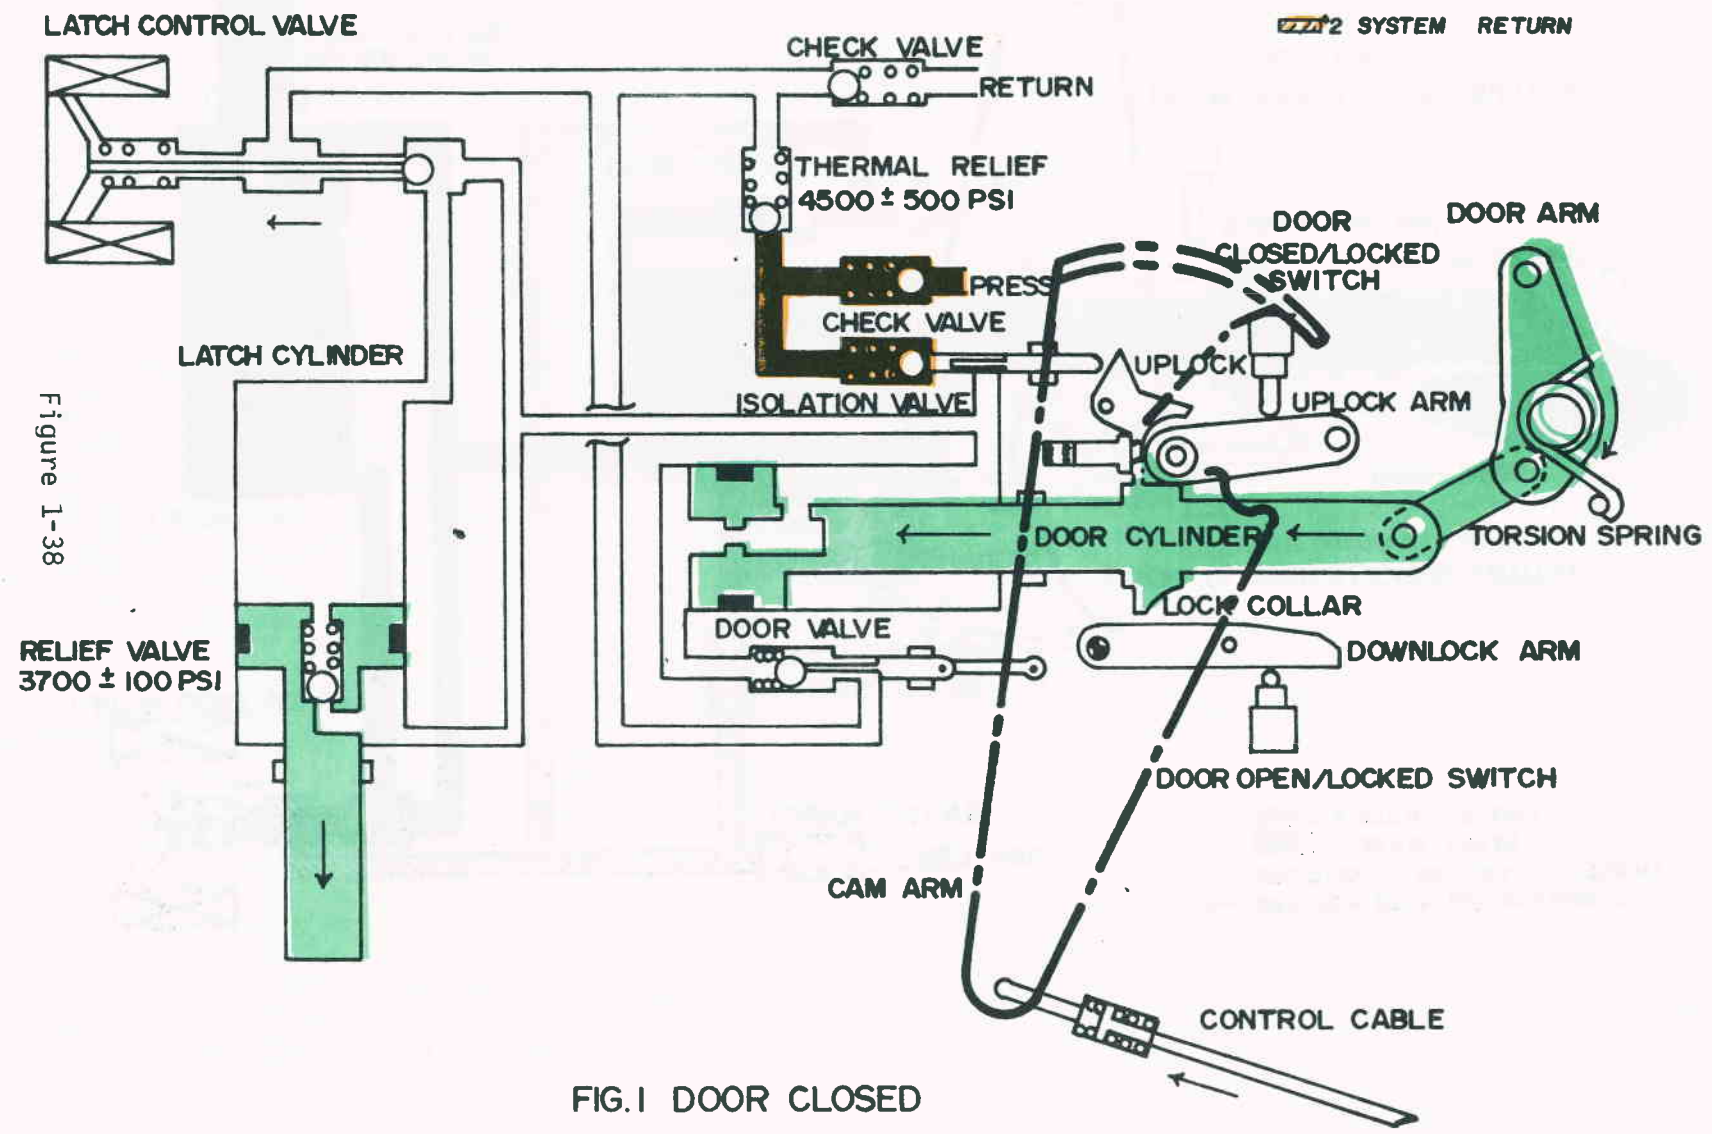 LATCH CONTROL VALVE
#2 SYSTEM RETURN
CHECK VALVE
RETURN
THERMAL RELIEF
4500 ± 500 PSI
DOOR
CLOSED/LOCKED
SWITCH
DOOR ARM
PRESS
CHECK VALVE
LATCH CYLINDER
UPLOCK
ISOLATION VALVE
UPLOCK ARM
Figure 1-38
DOOR CYLINDER
TORSION SPRING
LOCK COLLAR
DOOR VALVE
RELIEF VALVE
3700 ± 100 PSI
DOWNLOCK ARM
DOOR OPEN/LOCKED SWITCH
CAM ARM
CONTROL CABLE
FIG. 1 DOOR CLOSED